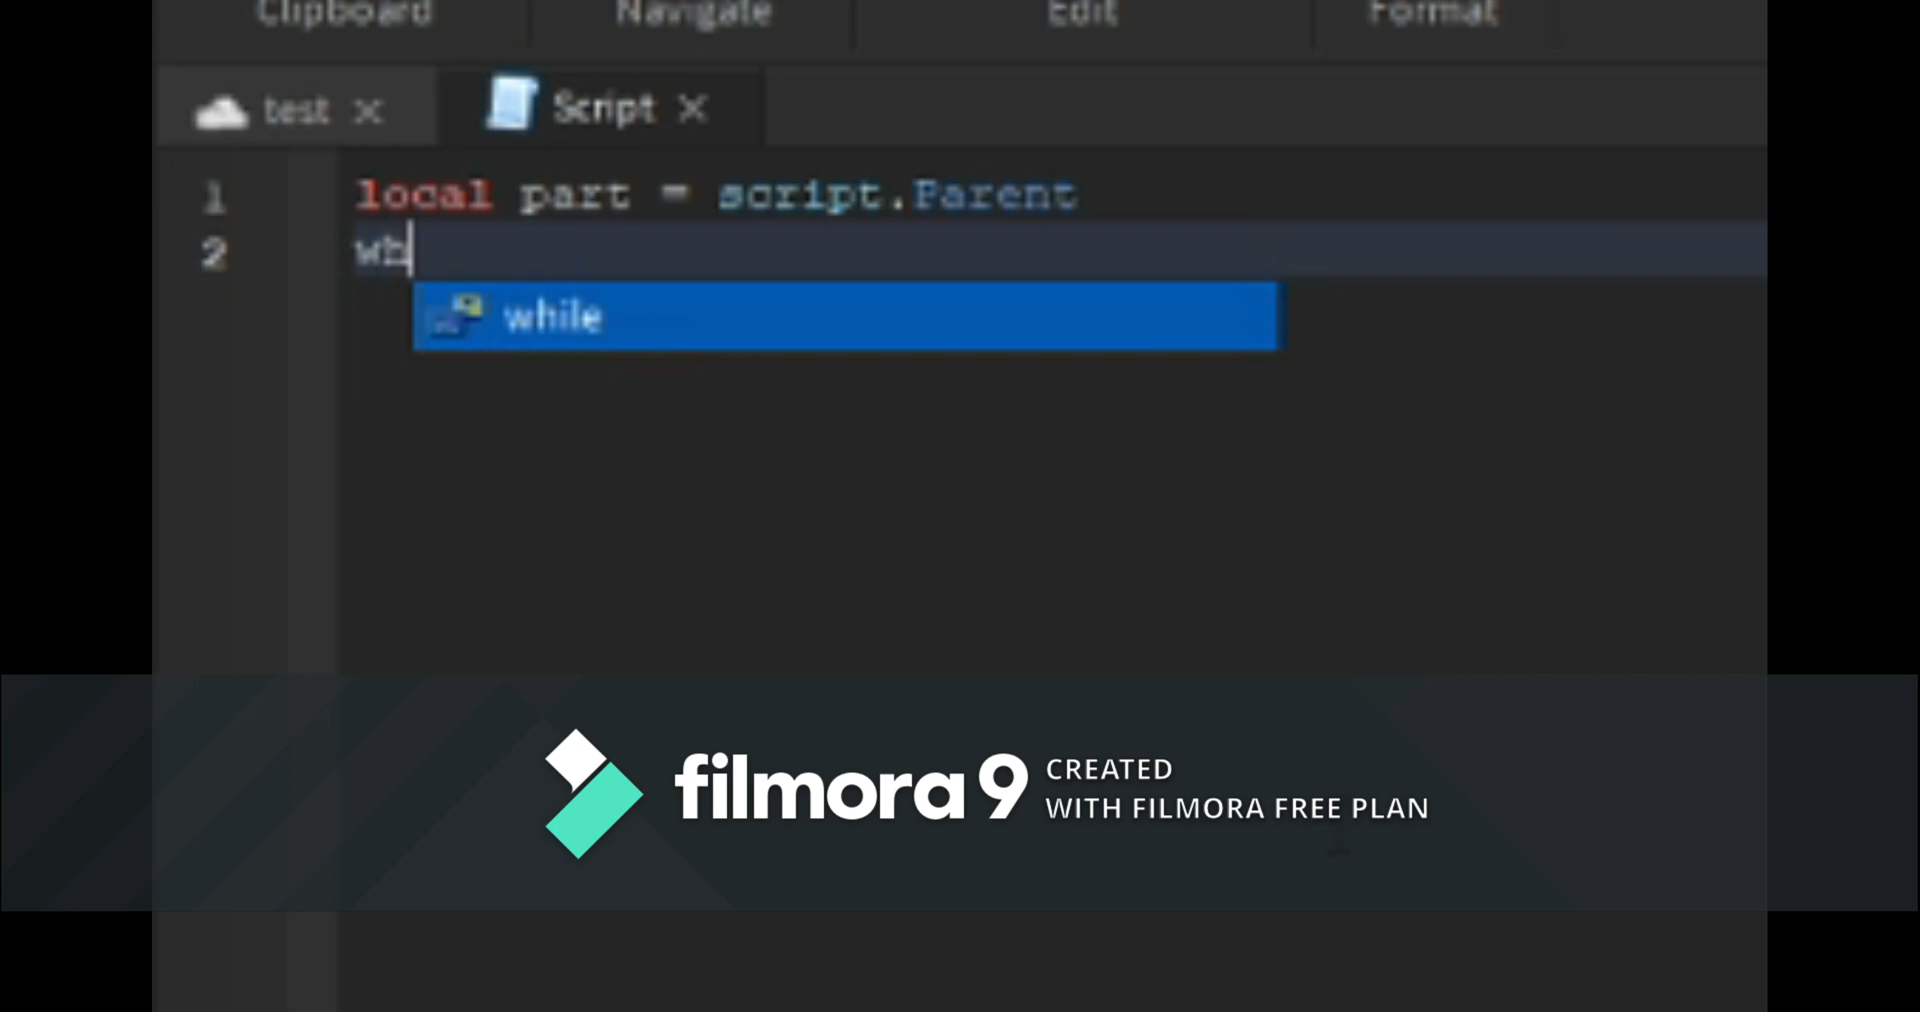 Clipboard Navigate Edit Format
test Script
1 local part = script.Parent
2 wh
while
filmora 9 CREATED
WITH FILMORA FREE PLAN